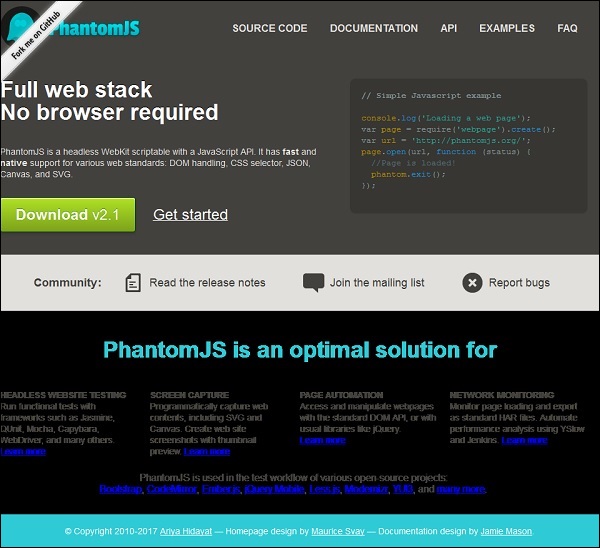 Fork me on GitHub
PhantomJS
SOURCE CODE DOCUMENTATION API EXAMPLES FAQ
Full web stack
No browser required
PhantomJS is a headless WebKit scriptable with a JavaScript API. It has fast and
native support for various web standards: DOM handling, CSS selector, JSON,
Canvas, and SVG.
Download v2.1 Get started
// Simple Javascript example
console.log('Loading a web page');
var page = require('webpage').create();
var url = 'http://phantomjs.org/';
page.open(url, function (status) {
//Page is loaded!
phantom.exit();
});
Community: Read the release notes Join the mailing list Report bugs
PhantomJS is an optimal solution for
HEADLESS WEBSITE TESTING
Run functional tests with
frameworks such as Jasmine,
QUnit, Mocha, Capybara,
WebDriver, and many others.
Learn more
SCREEN CAPTURE
Programmatically capture web
contents, including SVG and
Canvas. Create web site
screenshots with thumbnail
preview. Learn more
PAGE AUTOMATION
Access and manipulate webpages
with the standard DOM API, or with
usual libraries like jQuery.
Learn more
NETWORK MONITORING
Monitor page loading and export
as standard HAR files. Automate
performance analysis using YSlow
and Jenkins. Learn more
PhantomJS is used in the test workflow of various open-source projects:
Bootstrap, CodeMirror, Ember.js, jQuery Mobile, Less.js, Modernizr, YUI3, and many more.
© Copyright 2010-2017 Ariya Hidayat — Homepage design by Maurice Svay — Documentation design by Jamie Mason.